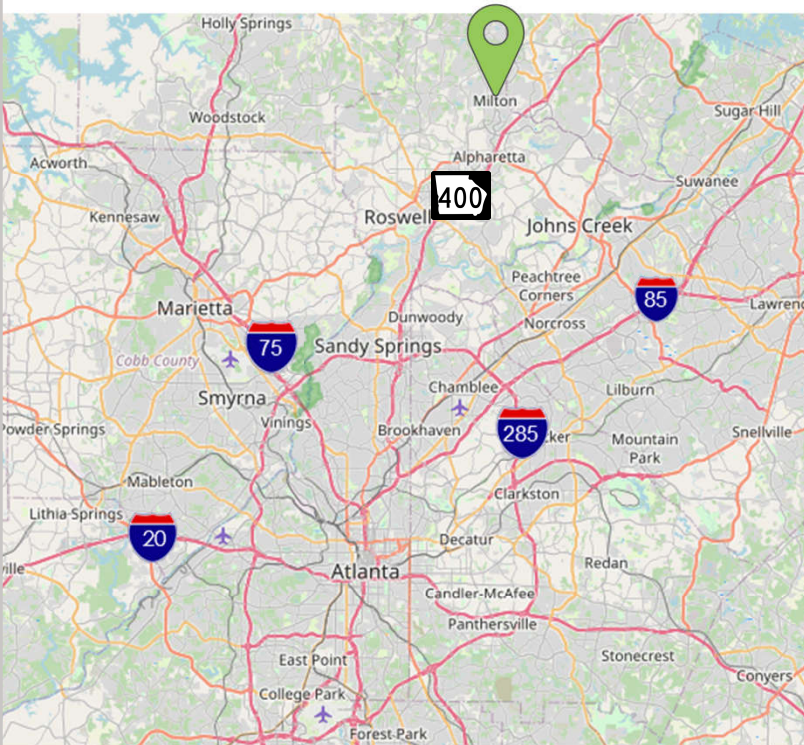 Holly Springs
Milton
Woodstock
Sugar Hill
Acworth
Alpharetta
Suwanee
400
Kennesaw
Roswell
Johns Creek
Peachtree
Corners
85
Marietta
Lawrenc
Dunwoody
Norcross
75
Sandy Springs
Cobb County
Chamblee
Lilburn
Smyrna
Vinings
Brookhaven
285
cker
Powder Springs
Mountain
Park
Snellville
Mableton
Clarkston
Lithia Springs
20
Decatur
ville
Atlanta
Redan
Candler-McAfee
Panthersville
East Point
Stonecrest
Conyers
College Park
Forest Park